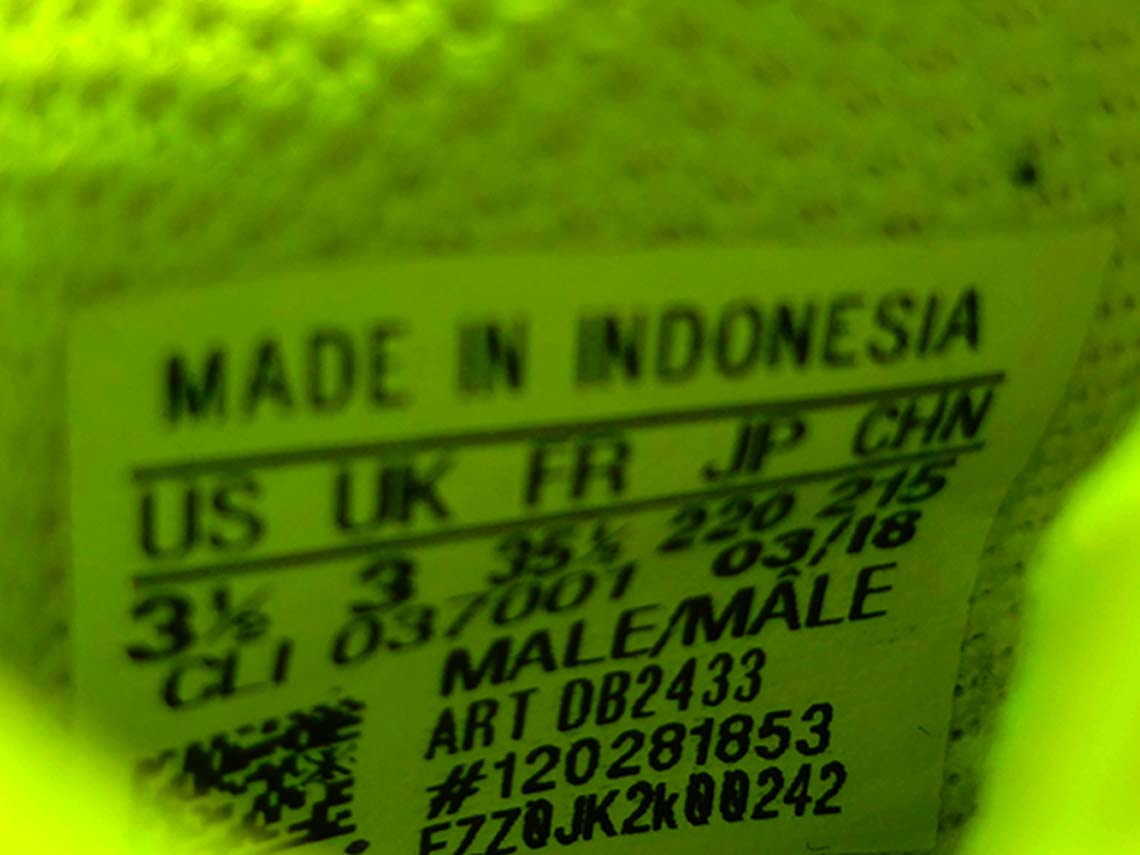 MADE IN INDONESIA
US UK FR JP CHN
3½ 3 35½ 220 215
CLI 037001 03/18
MALE/MÂLE
ART DB2433
#120281853